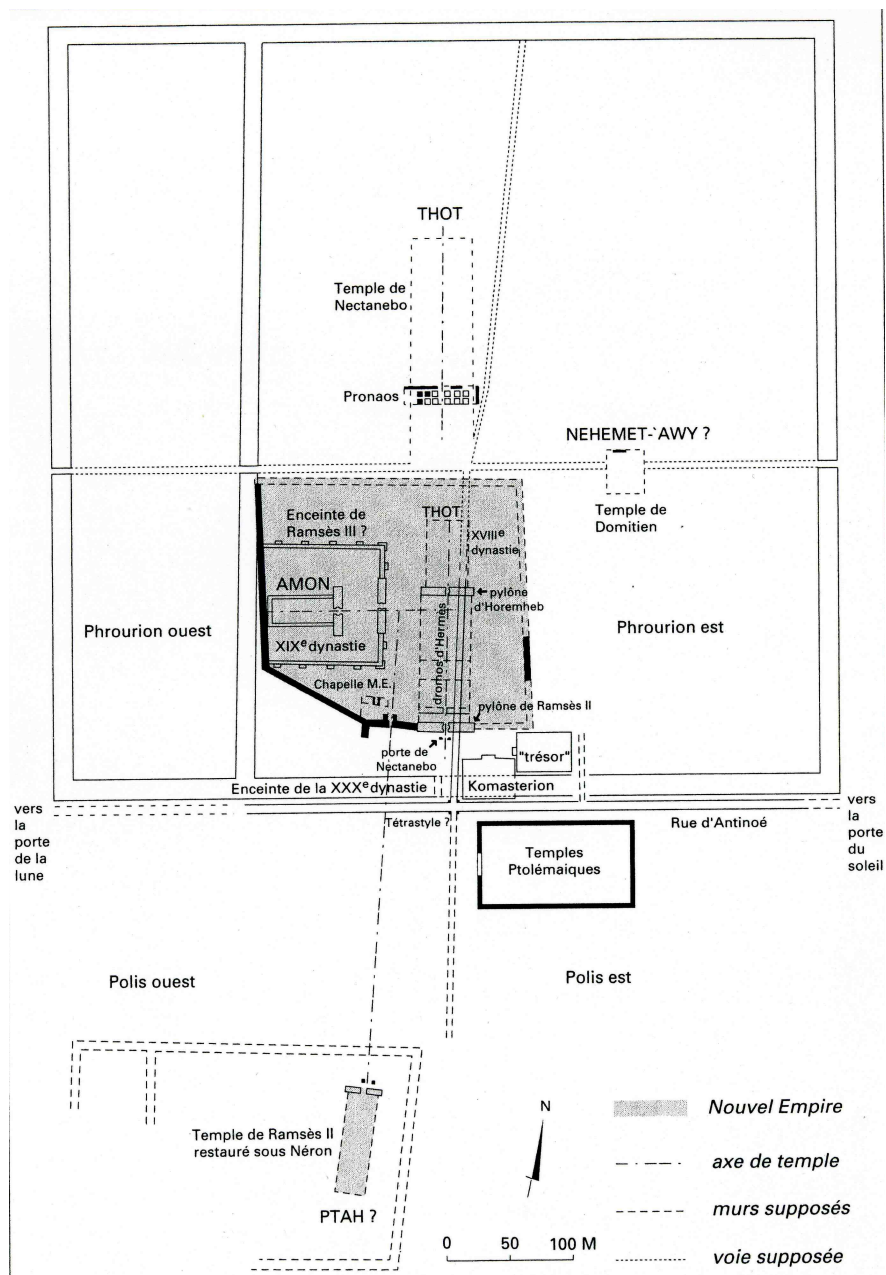 THOT
Temple de
Nectanebo
Pronaos
NEHEMET-`AWY ?
Temple de
Domitien
Enceinte de
Ramsès III ?
THOT
XVIIIe
dynastie
AMON
pylône
d'Horemheb
Phrourion ouest
dromos d'Hermès
Phrourion est
XIXe dynastie
Chapelle M.E.
pylône de Ramsès II
porte de
Nectanebo
"trésor"
Enceinte de la XXXe dynastie
Komasterion
vers
la
porte
de la
lune
Tétrastyle ?
Rue d'Antinoé
vers
la
porte
du
soleil
Temples
Ptolémaiques
Polis ouest
Polis est
Temple de Ramsès II
restauré sous Néron
PTAH ?
N
0 50 100 M
Nouvel Empire
axe de temple
murs supposés
voie supposée